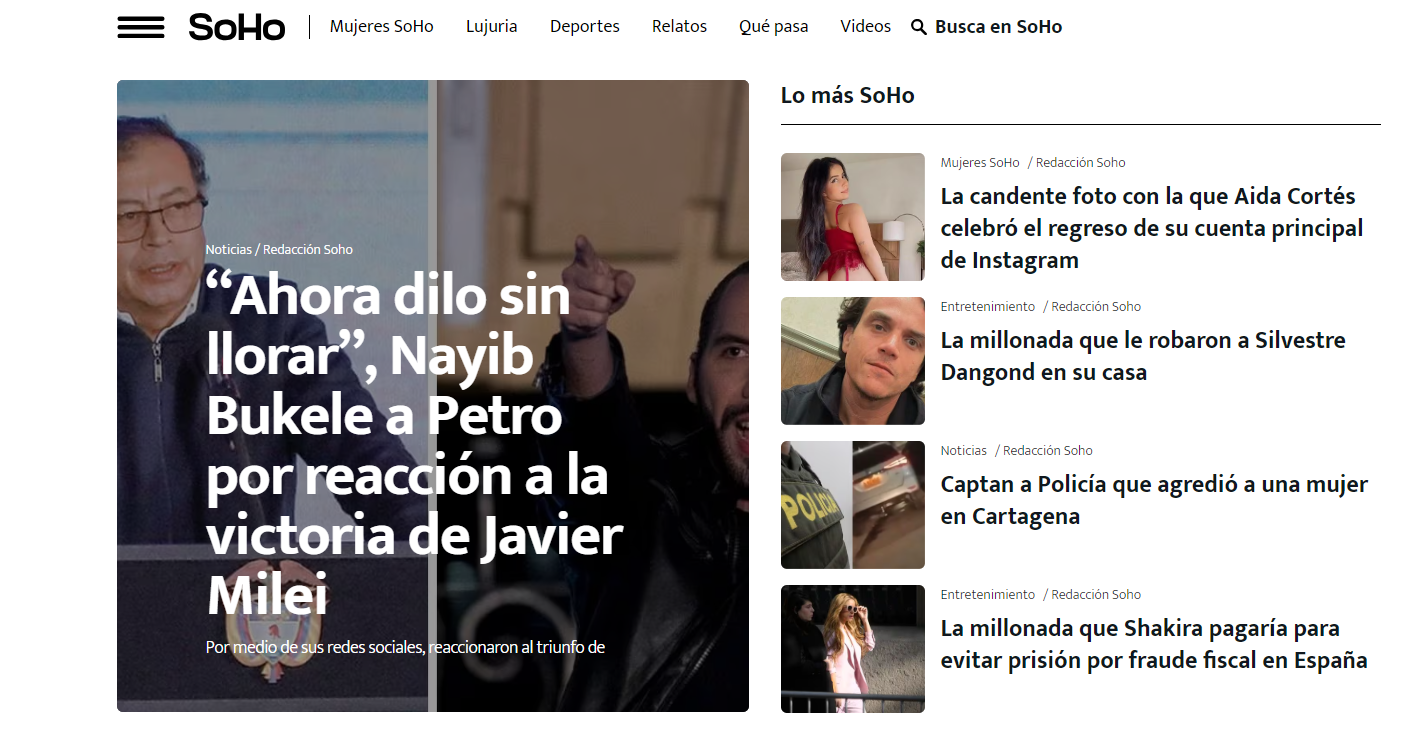 SoHo
Mujeres SoHo
Lujuria
Deportes
Relatos
Qué pasa
Videos
Busca en SoHo
Noticias / Redacción Soho
“Ahora dilo sin
llorar”, Nayib
Bukele a Petro
por reacción a la
victoria de Javier
Milei
Por medio de sus redes sociales, reaccionaron al triunfo de
Lo más SoHo
Mujeres SoHo / Redacción Soho
La candente foto con la que Aida Cortés
celebró el regreso de su cuenta principal
de Instagram
Entretenimiento / Redacción Soho
La millonada que le robaron a Silvestre
Dangond en su casa
Noticias / Redacción Soho
POLICIA
Captan a Policía que agredió a una mujer
en Cartagena
Entretenimiento / Redacción Soho
La millonada que Shakira pagaría para
evitar prisión por fraude fiscal en España